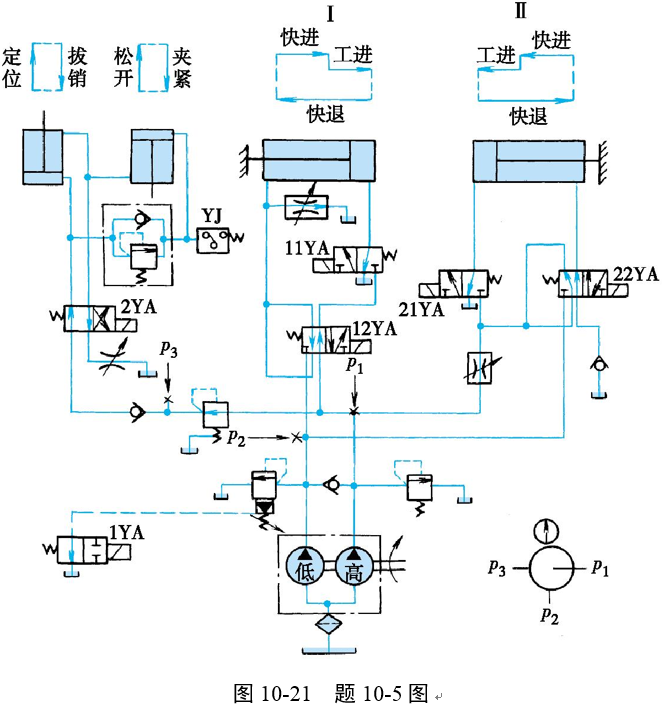 I
II
定位
拔销
松开
夹紧
快进
工进
快退
工进
快进
快退
YJ
11YA
21YA
22YA
2YA
12YA
p3
p1
p2
1YA
低
高
p3
p1
p2
图 10-21 题 10-5 图